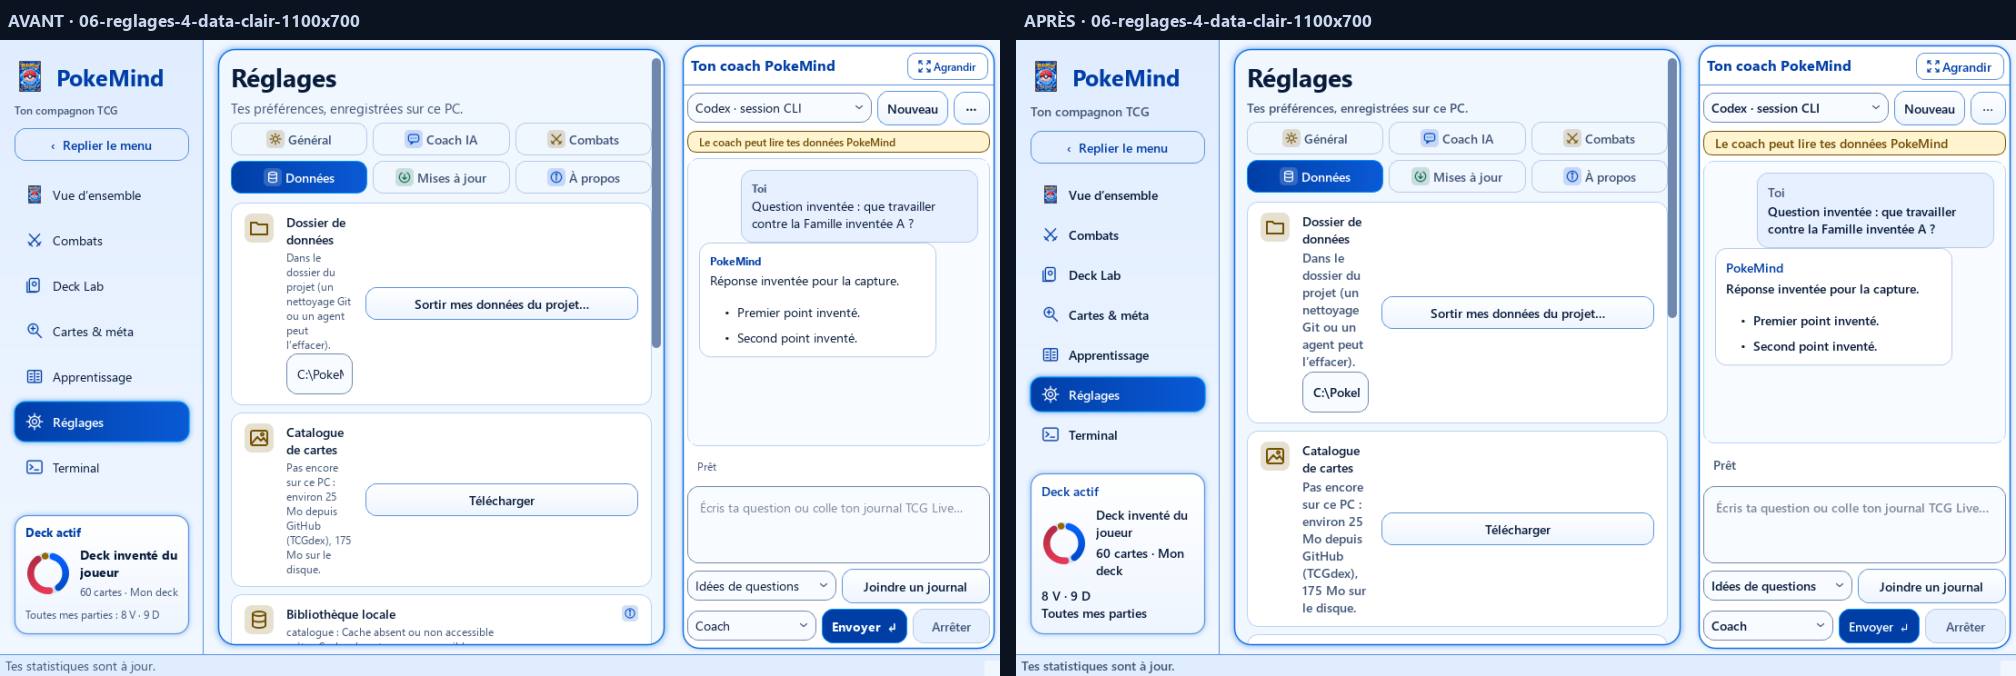 AVANT · 06-reglages-4-data-clair-1100x700
PokeMind
Ton compagnon TCG
‹ Replier le menu
Vue d'ensemble
Combats
Deck Lab
Cartes & méta
Apprentissage
Réglages
Terminal
Deck actif
Deck inventé du
joueur
60 cartes · Mon deck
Toutes mes parties : 8 V · 9 D
Réglages
Tes préférences, enregistrées sur ce PC.
Général
Coach IA
Combats
Données
Mises à jour
À propos
Dossier de
données
Dans le
dossier du
projet (un
nettoyage Git
ou un agent
peut
l'effacer).
Sortir mes données du projet...
Catalogue
de cartes
Pas encore
sur ce PC :
environ 25
Mo depuis
GitHub
(TCGdex), 175
Mo sur le
disque.
Télécharger
Bibliothèque locale
catalogue : Cache absent ou non accessible
Ton coach PokeMind
Agrandir
Codex · session CLI
Nouveau
...
Le coach peut lire tes données PokeMind
Toi
Question inventée : que travailler
contre la Famille inventée A ?
PokeMind
Réponse inventée pour la capture.
• Premier point inventé.
• Second point inventé.
Prêt
Écris ta question ou colle ton journal TCG Live...
Idées de questions
Joindre un journal
Coach
Envoyer ↲
Arrêter
Tes statistiques sont à jour.
APRÈS · 06-reglages-4-data-clair-1100x700
PokeMind
Ton compagnon TCG
‹ Replier le menu
Vue d'ensemble
Combats
Deck Lab
Cartes & méta
Apprentissage
Réglages
Terminal
Deck actif
Deck inventé du
joueur
60 cartes · Mon
deck
8 V · 9 D
Toutes mes parties
Réglages
Tes préférences, enregistrées sur ce PC.
Général
Coach IA
Combats
Données
Mises à jour
À propos
Dossier de
données
Dans le
dossier du
projet (un
nettoyage
Git ou un
agent peut
l'effacer).
C:\Pokel
Sortir mes données du projet...
Catalogue
de cartes
Pas encore
sur ce PC :
environ 25
Mo depuis
GitHub
(TCGdex),
175 Mo sur
le disque.
Télécharger
Ton coach PokeMind
Agrandir
Codex · session CLI
Nouveau
...
Le coach peut lire tes données PokeMind
Toi
Question inventée : que travailler
contre la Famille inventée A ?
PokeMind
Réponse inventée pour la capture.
• Premier point inventé.
• Second point inventé.
Prêt
Écris ta question ou colle ton journal TCG Live...
Idées de questions
Joindre un journal
Coach
Envoyer ↲
Arrêter
Tes statistiques sont à jour.